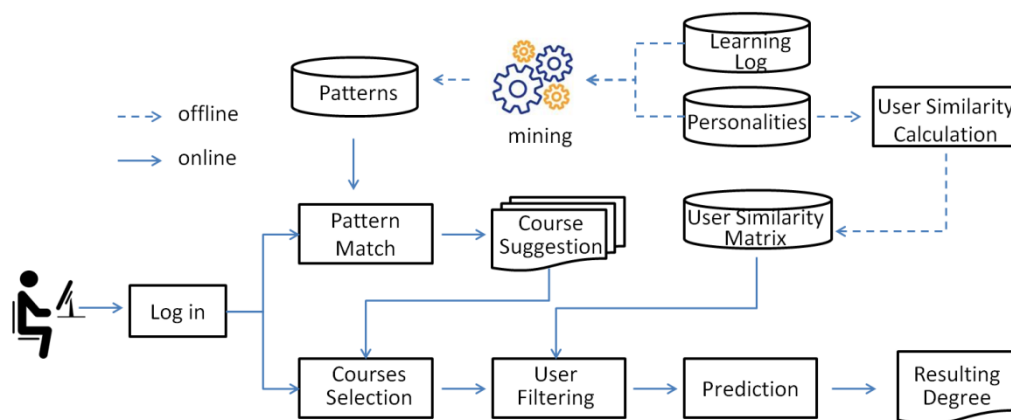 Learning
Log
Patterns
mining
Personalities
User Similarity
Calculation
offline
online
Pattern
Match
Course
Suggestion
User Similarity
Matrix
Log in
Courses
Selection
User
Filtering
Prediction
Resulting
Degree